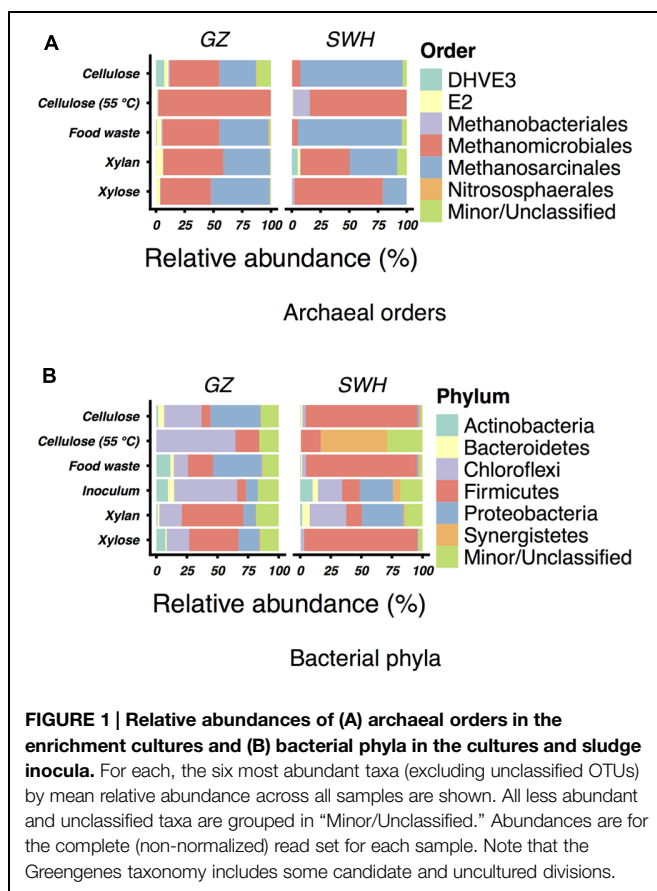 A
GZ
SWH
Cellulose
Cellulose (55 °C)
Food waste
Xylan
Xylose
0 25 50 75 100
0 25 50 75 100
Relative abundance (%)
Order
DHVE3
E2
Methanobacteriales
Methanomicrobiales
Methanosarcinales
Nitrososphaerales
Minor/Unclassified
Archaeal orders
B
GZ
SWH
Cellulose
Cellulose (55 °C)
Food waste
Inoculum
Xylan
Xylose
0 25 50 75 100
0 25 50 75 100
Relative abundance (%)
Phylum
Actinobacteria
Bacteroidetes
Chloroflexi
Firmicutes
Proteobacteria
Synergistetes
Minor/Unclassified
Bacterial phyla
FIGURE 1 | Relative abundances of (A) archaeal orders in the
enrichment cultures and (B) bacterial phyla in the cultures and sludge
inocula. For each, the six most abundant taxa (excluding unclassified OTUs)
by mean relative abundance across all samples are shown. All less abundant
and unclassified taxa are grouped in “Minor/Unclassified.” Abundances are for
the complete (non-normalized) read set for each sample. Note that the
Greengenes taxonomy includes some candidate and uncultured divisions.